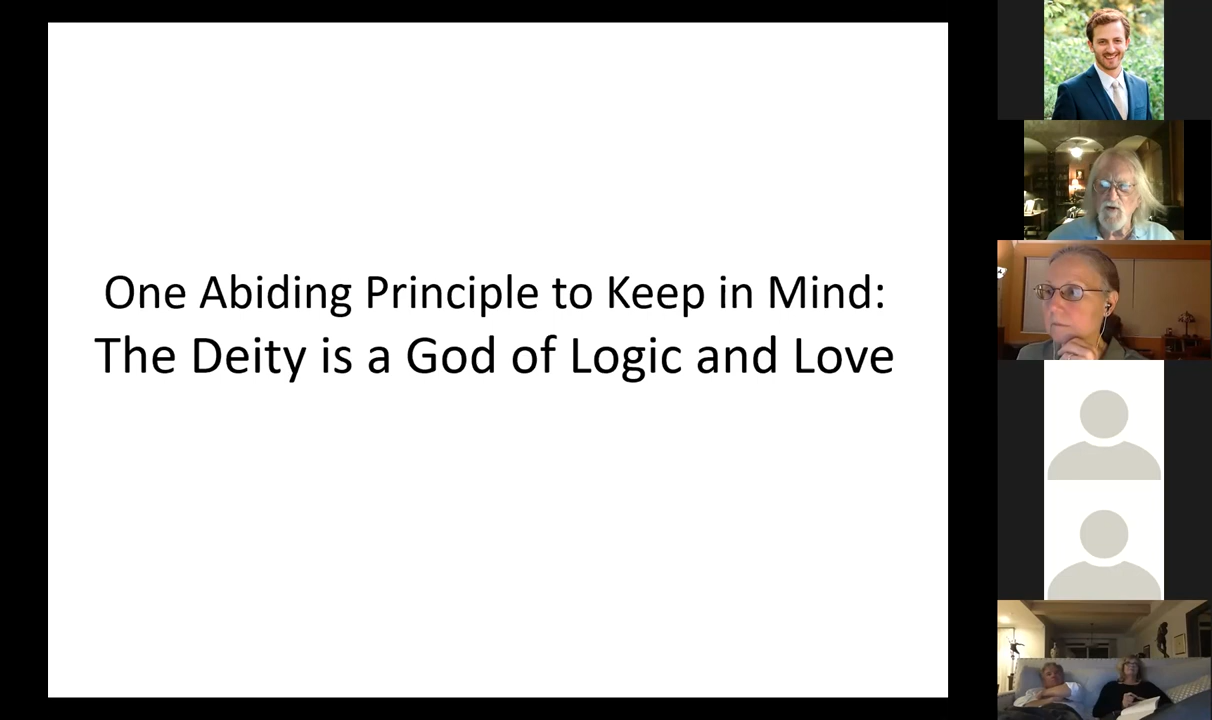 One Abiding Principle to Keep in Mind:
The Deity is a God of Logic and Love